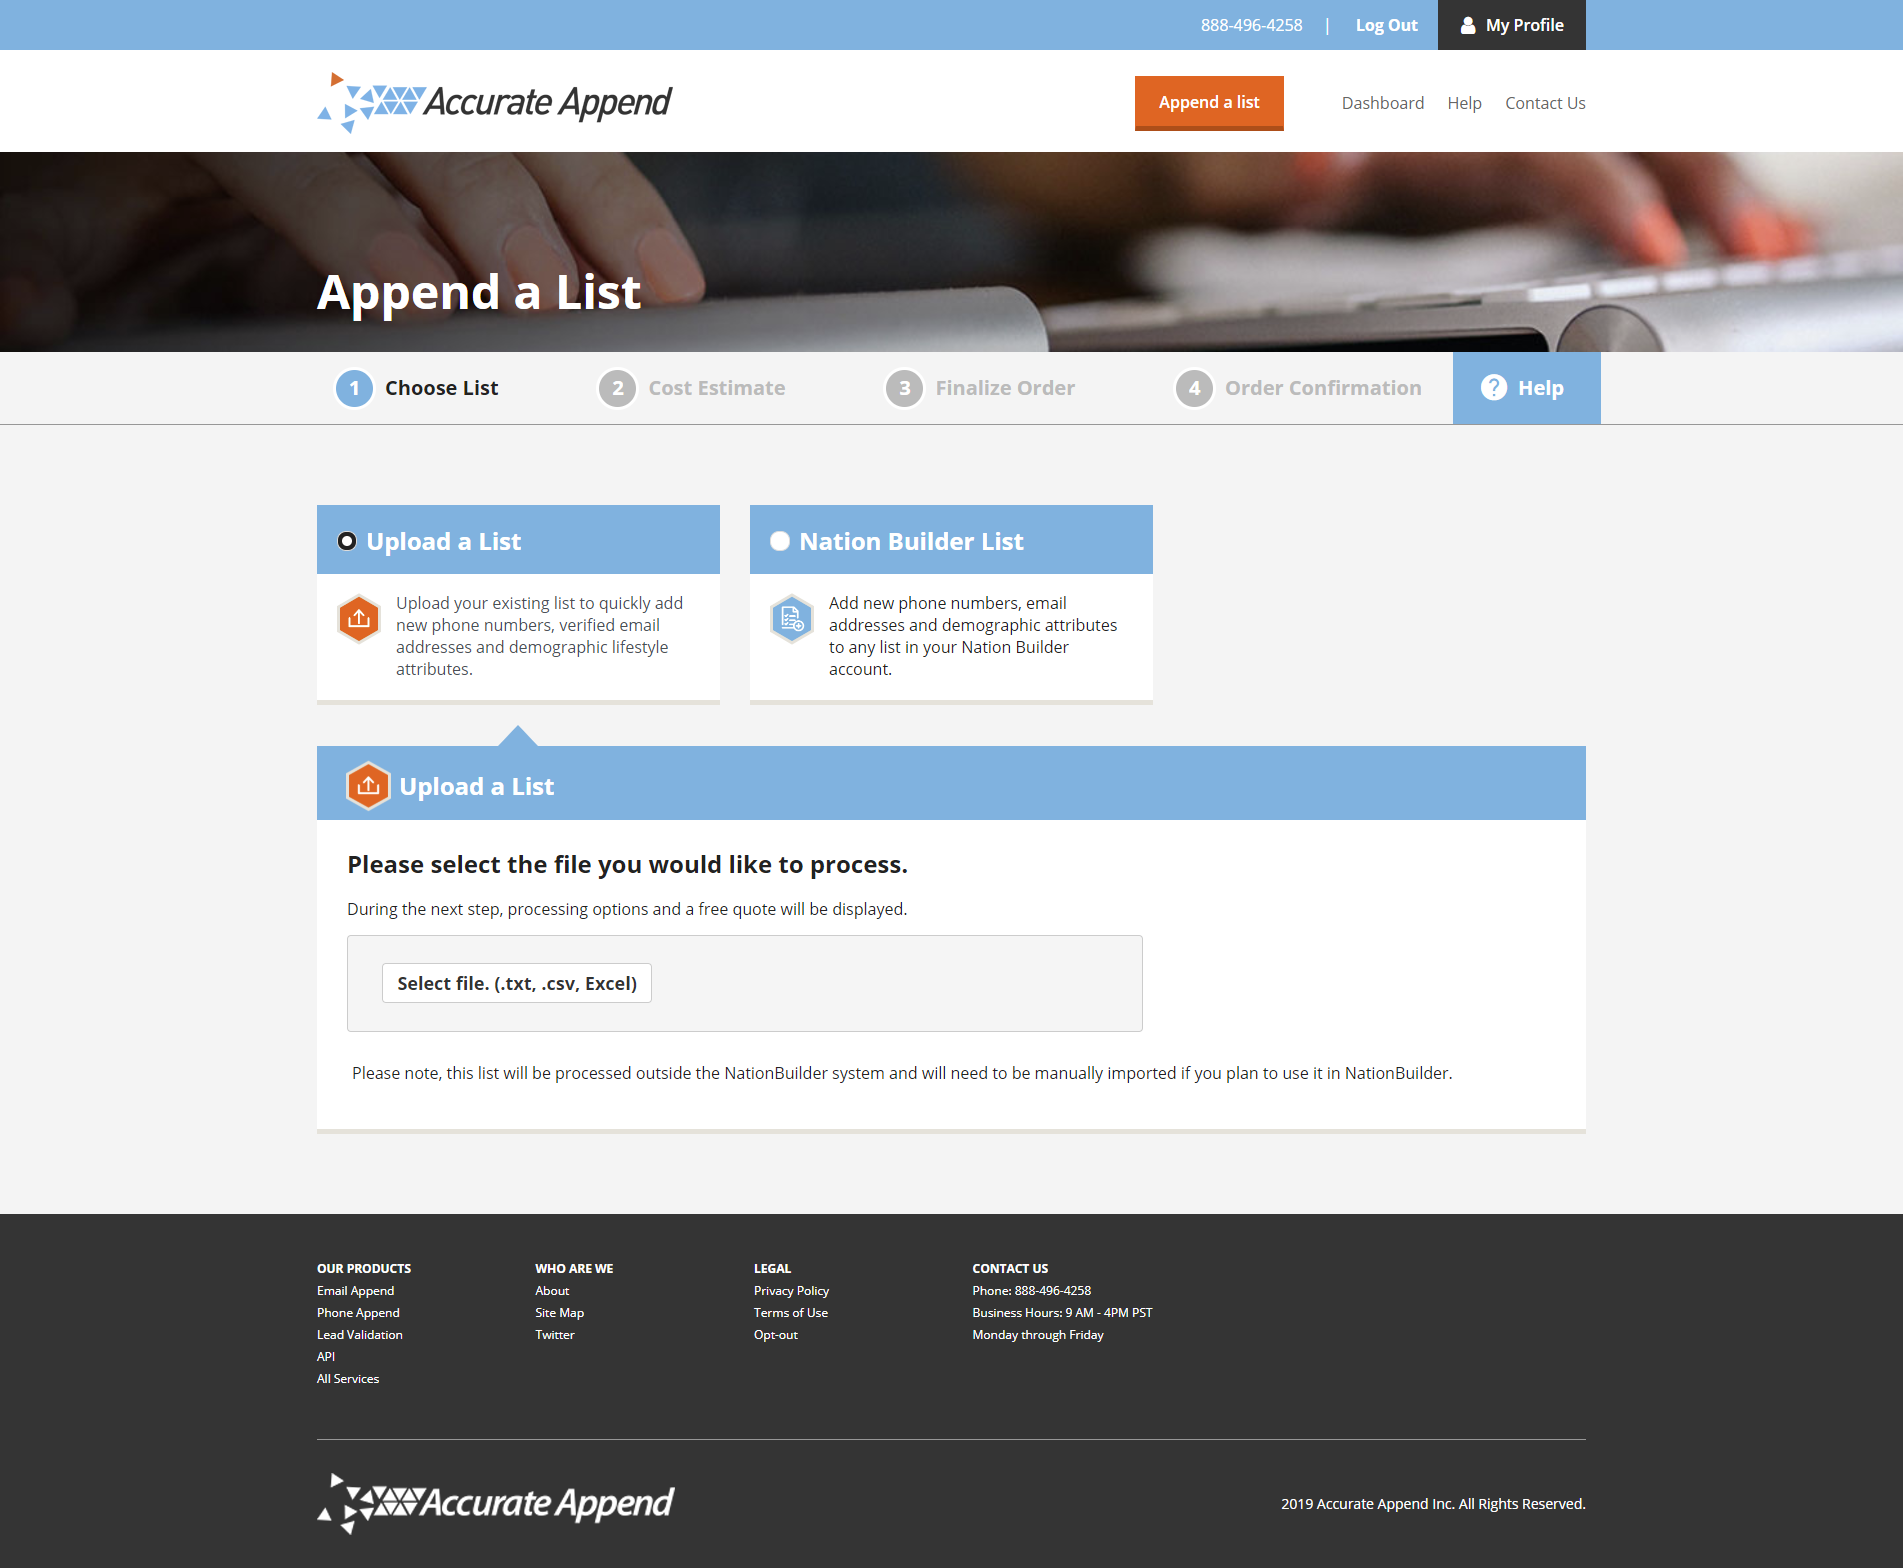 888-496-4258 | Log Out My Profile
Accurate Append
Append a list Dashboard Help Contact Us
Append a List
1 Choose List 2 Cost Estimate 3 Finalize Order 4 Order Confirmation ? Help
Upload a List
Upload your existing list to quickly add
new phone numbers, verified email
addresses and demographic lifestyle
attributes.
Nation Builder List
Add new phone numbers, email
addresses and demographic attributes
to any list in your Nation Builder
account.
Upload a List
Please select the file you would like to process.
During the next step, processing options and a free quote will be displayed.
Select file. (.txt, .csv, Excel)
Please note, this list will be processed outside the NationBuilder system and will need to be manually imported if you plan to use it in NationBuilder.
OUR PRODUCTS
Email Append
Phone Append
Lead Validation
API
All Services
WHO ARE WE
About
Site Map
Twitter
LEGAL
Privacy Policy
Terms of Use
Opt-out
CONTACT US
Phone: 888-496-4258
Business Hours: 9 AM - 4PM PST
Monday through Friday
Accurate Append
2019 Accurate Append Inc. All Rights Reserved.